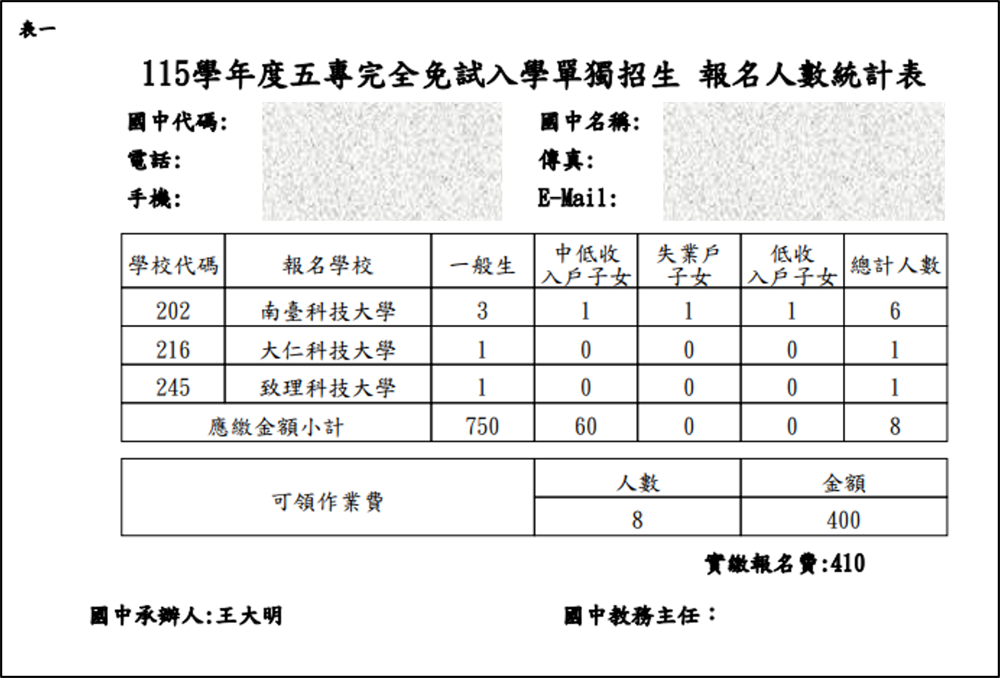 表一
115學年度五專完全免試入學單獨招生 報名人數統計表
國中代碼: 國中名稱:
電話: 傳真:
手機: E-Mail:
學校代碼 報名學校 一般生 中低收入戶子女 失業戶子女 低收入戶子女 總計人數
202 南臺科技大學 3 1 1 1 6
216 大仁科技大學 1 0 0 0 1
245 致理科技大學 1 0 0 0 1
應繳金額小計 750 60 0 0 8
可領作業費 人數 金額
8 400
實繳報名費:410
國中承辦人:王大明 國中教務主任：